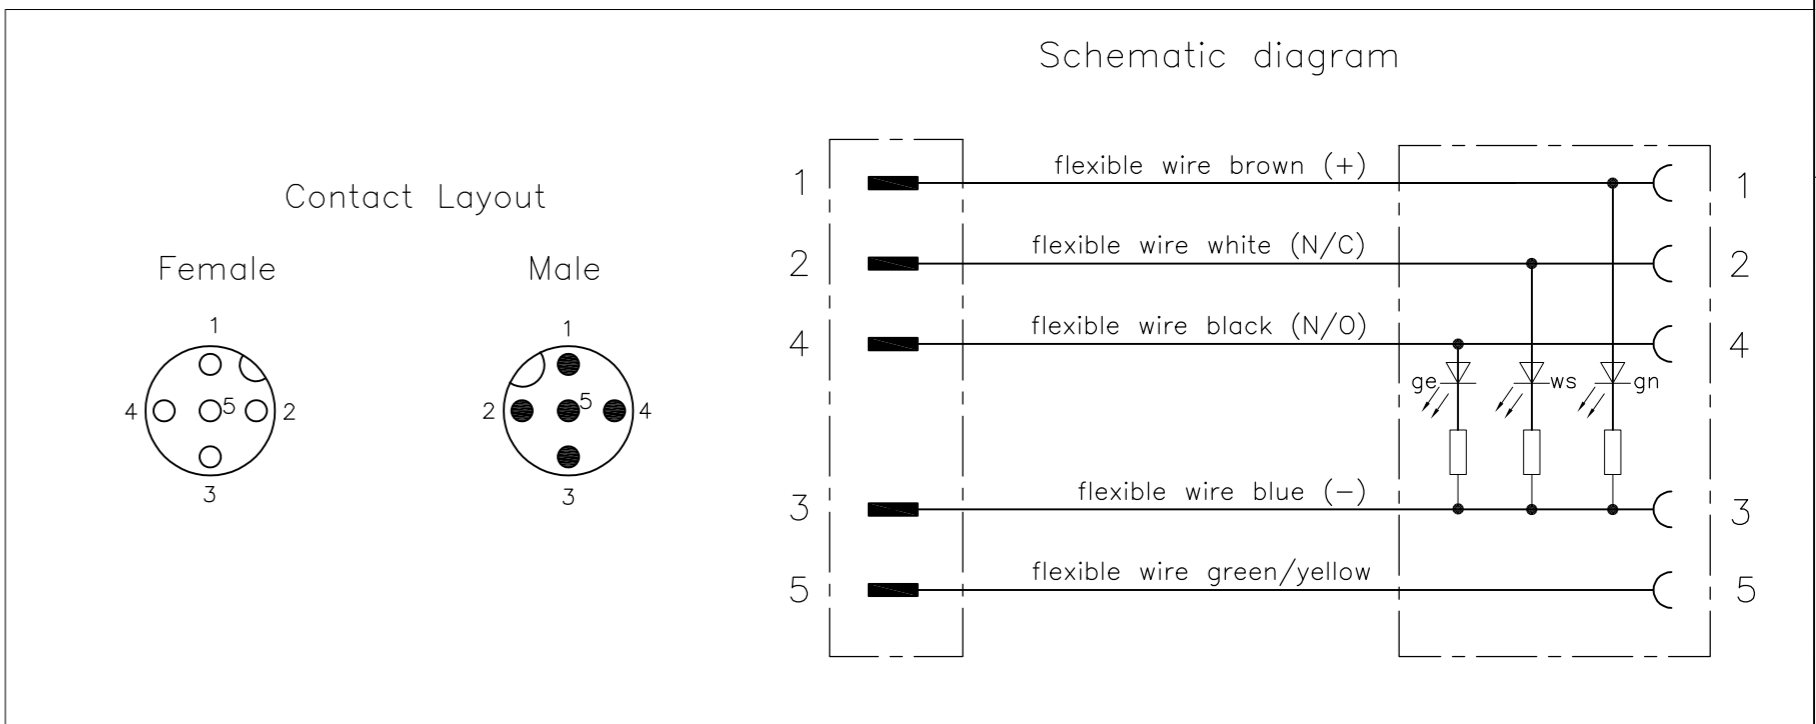 Schematic diagram
Contact Layout
Female
Male
1
4
5
2
3
1
2
5
4
3
1
flexible wire brown (+)
1
2
flexible wire white (N/C)
2
4
flexible wire black (N/O)
4
ge
ws
gn
3
flexible wire blue (-)
3
5
flexible wire green/yellow
5